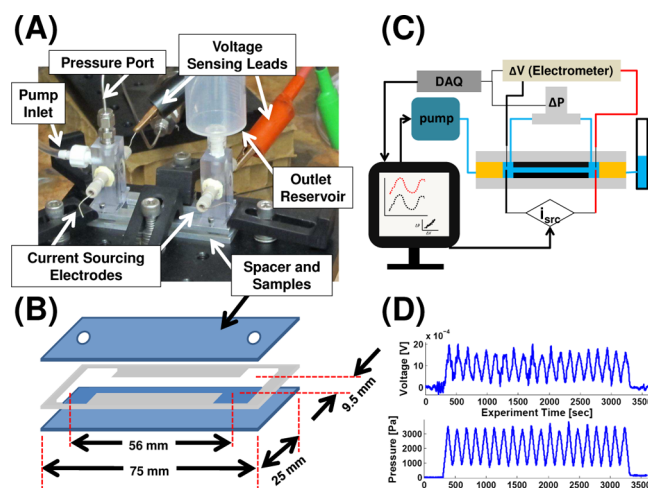 (A)
Pressure Port
Voltage
Sensing Leads
Pump
Inlet
Outlet
Reservoir
Current Sourcing
Electrodes
Spacer and
Samples
(B)
9.5 mm
56 mm
75 mm
25 mm
(C)
DAQ
ΔV (Electrometer)
ΔP
pump
isrc
ΔP
ΔV
(D)
x 10-4
Voltage [V]
20
10
0
0 500 1000 1500 2000 2500 3000 3500
Experiment Time [sec]
Pressure [Pa]
3000
2000
1000
0
0 500 1000 1500 2000 2500 3000 3500